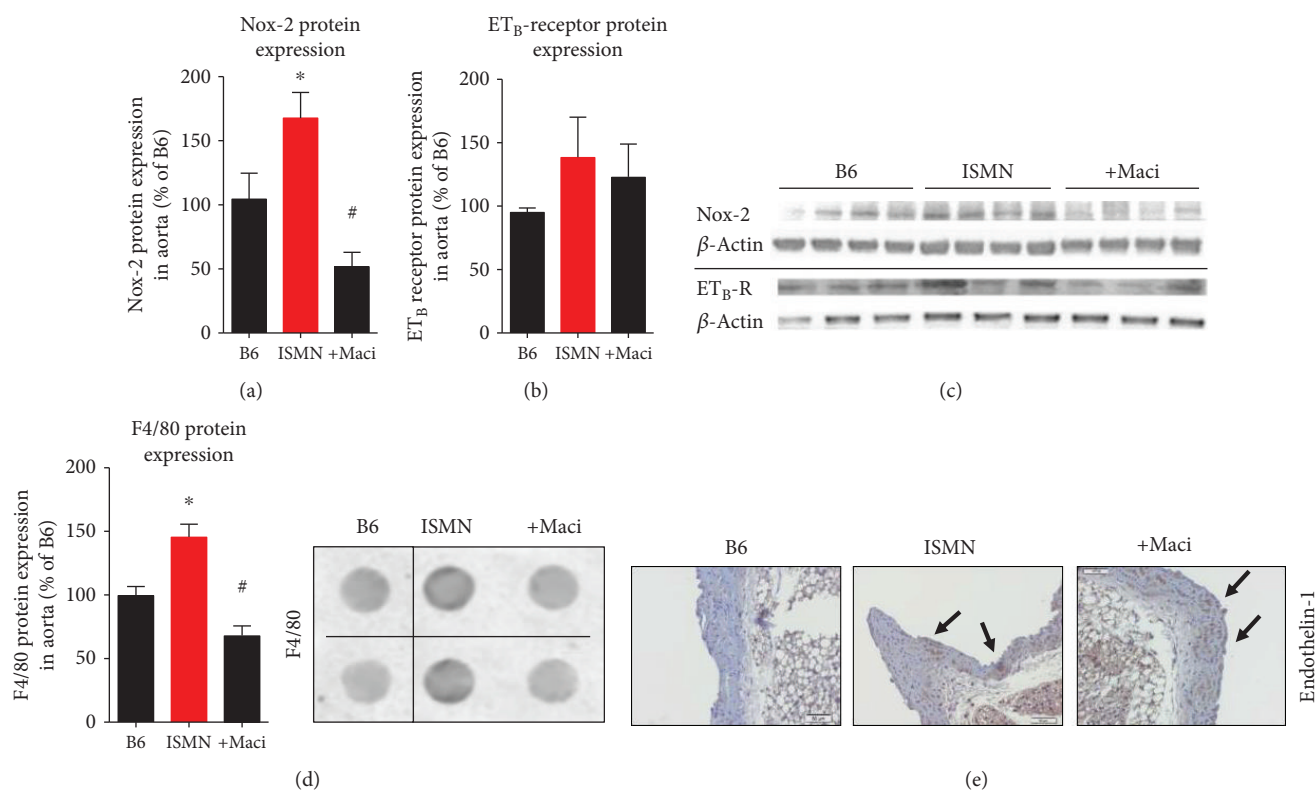 Nox-2 protein
expression
Nox-2 protein expression
in aorta (% of B6)
200
150
100
50
0
*
#
B6 ISMN +Maci
(a)
ET_B-receptor protein
expression
ET_B receptor protein expression
in aorta (% of B6)
200
150
100
50
0
B6 ISMN +Maci
(b)
B6 ISMN +Maci
Nox-2
β-Actin
ET_B-R
β-Actin
(c)
F4/80 protein
expression
F4/80 protein expression
in aorta (% of B6)
200
150
100
50
0
*
#
B6 ISMN +Maci
B6 ISMN +Maci
F4/80
(d)
B6 ISMN +Maci
Endothelin-1
(e)